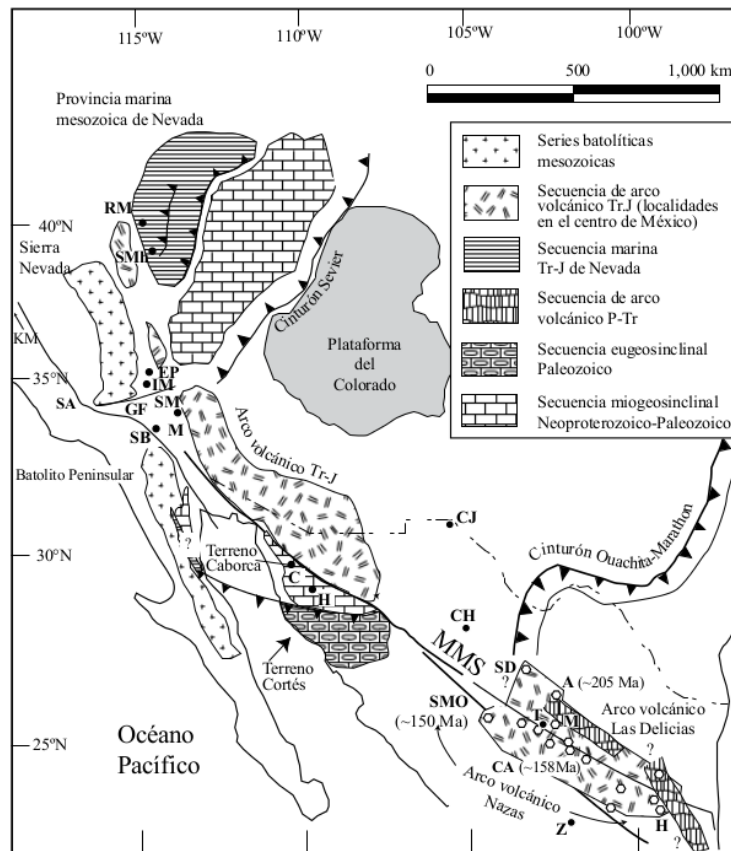 115ºW
110ºW
105ºW
100ºW
0
500
1,000 km
Provincia marina
mesozoica de Nevada
Series batolíticas
mesozoicas
Secuencia de arco
volcánico Tr.J (localidades
en el centro de México)
Secuencia marina
Tr-J de Nevada
Secuencia de arco
volcánico P-Tr
Secuencia eugeosinclinal
Paleozoico
Secuencia miogeosinclinal
Neoproterozoico-Paleozoico
RM
40ºN
Sierra
Nevada
SMh
Cinturón Sevier
Plataforma
del
Colorado
KM
35ºN
EP
IM
SA
GF
SM
SB
M
Arco volcánico Tr-J
Batolito Peninsular
CJ
?
30ºN
Terreno
Caborca
C
H
Cinturón Ouachita-Marathon
CH
MMS
Terreno
Cortés
SD
?
A (~205 Ma)
SMO
(~150 Ma)
T
M
Arco volcánico
Las Delicias
Océano
Pacífico
25ºN
CA (~158Ma)
?
Arco volcánico
Nazas
Z
H
?